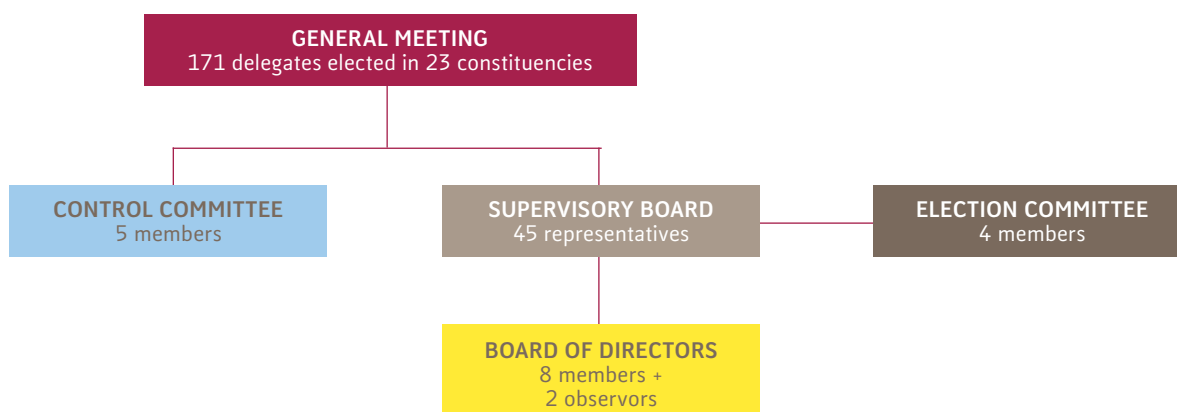 GENERAL MEETING
171 delegates elected in 23 constituencies
CONTROL COMMITTEE
5 members
SUPERVISORY BOARD
45 representatives
ELECTION COMMITTEE
4 members
BOARD OF DIRECTORS
8 members +
2 observors